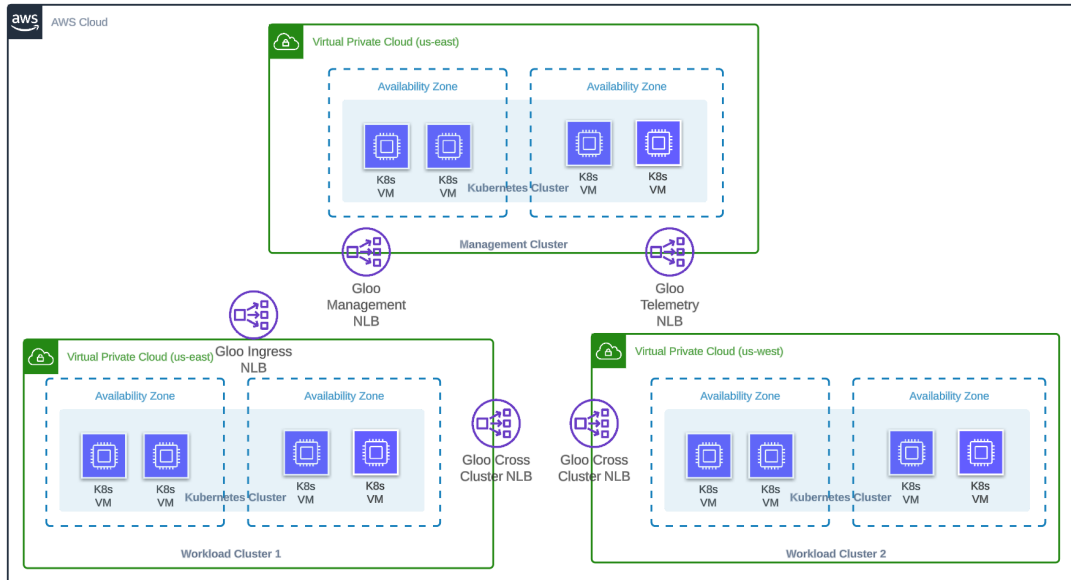 aws
AWS Cloud
Virtual Private Cloud (us-east)
Availability Zone
Availability Zone
K8s
VM
K8s
VM
K8s
VM
K8s
VM
Kubernetes Cluster
Management Cluster
Gloo
Management
NLB
Gloo
Telemetry
NLB
Gloo Ingress
NLB
Virtual Private Cloud (us-east)
Availability Zone
Availability Zone
K8s
VM
K8s
VM
K8s
VM
K8s
VM
Kubernetes Cluster
Workload Cluster 1
Gloo Cross
Cluster NLB
Gloo Cross
Cluster NLB
Virtual Private Cloud (us-west)
Availability Zone
Availability Zone
K8s
VM
K8s
VM
K8s
VM
K8s
VM
Kubernetes Cluster
Workload Cluster 2